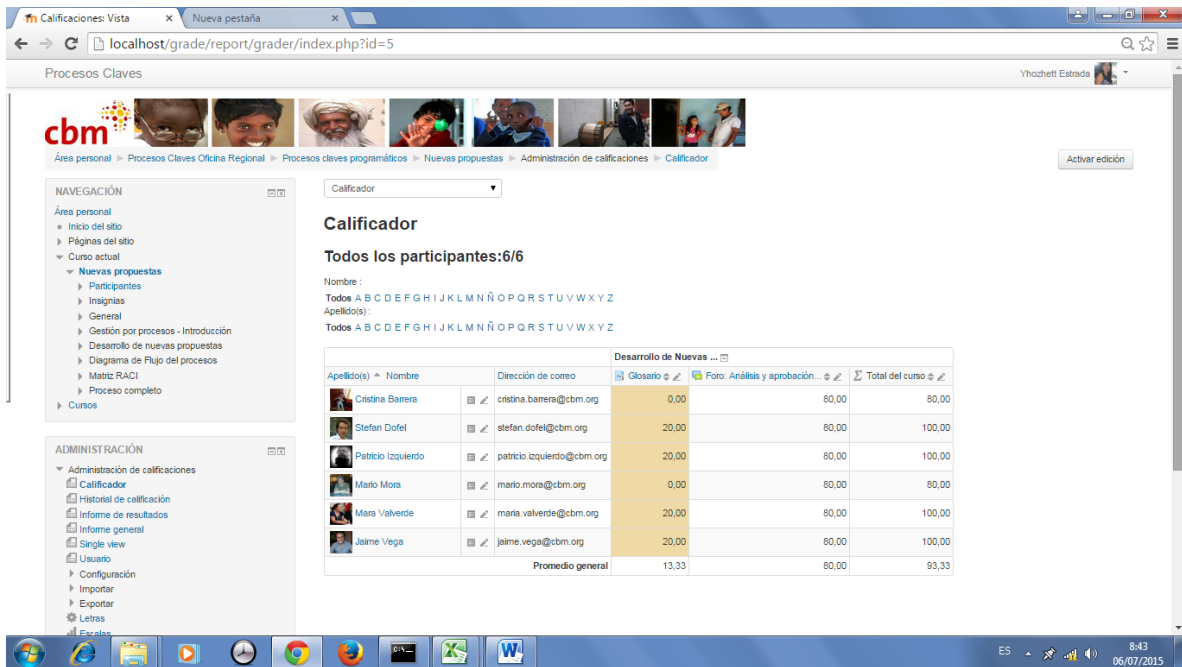 Calificaciones: Vista
Nueva pestaña
localhost/grade/report/grader/index.php?id=5
Procesos Claves
Yhozhett Estrada
cbm
Área personal Procesos Claves Oficina Regional Procesos claves programáticos Nuevas propuestas Administración de calificaciones Calificador
Activar edición
NAVEGACIÓN
Área personal
Inicio del sitio
Páginas del sitio
Curso actual
Nuevas propuestas
Participantes
Insignias
General
Gestión por procesos - Introducción
Desarrollo de nuevas propuestas
Diagrama de Flujo del procesos
Matriz RACI
Proceso completo
Cursos
ADMINISTRACIÓN
Administración de calificaciones
Calificador
Historial de calificación
Informe de resultados
Informe general
Single view
Usuario
Configuración
Importar
Exportar
Letras
Escalas
Calificador
Calificador
Todos los participantes:6/6
Nombre :
Todos A B C D E F G H I J K L M N Ñ O P Q R S T U V W X Y Z
Apellido(s) :
Todos A B C D E F G H I J K L M N Ñ O P Q R S T U V W X Y Z
Desarrollo de Nuevas ...
Apellido(s) Nombre Dirección de correo Glosario Foro: Análisis y aprobación... Σ Total del curso
Cristina Barrera cristina.barrera@cbm.org 0,00 80,00 80,00
Stefan Dofel stefan.dofel@cbm.org 20,00 80,00 100,00
Patricio Izquierdo patricio.izquierdo@cbm.org 20,00 80,00 100,00
Mario Mora mario.mora@cbm.org 0,00 80,00 80,00
Mara Valverde maria.valverde@cbm.org 20,00 80,00 100,00
Jaime Vega jaime.vega@cbm.org 20,00 80,00 100,00
Promedio general 13,33 80,00 93,33
ES
8:43
06/07/2015